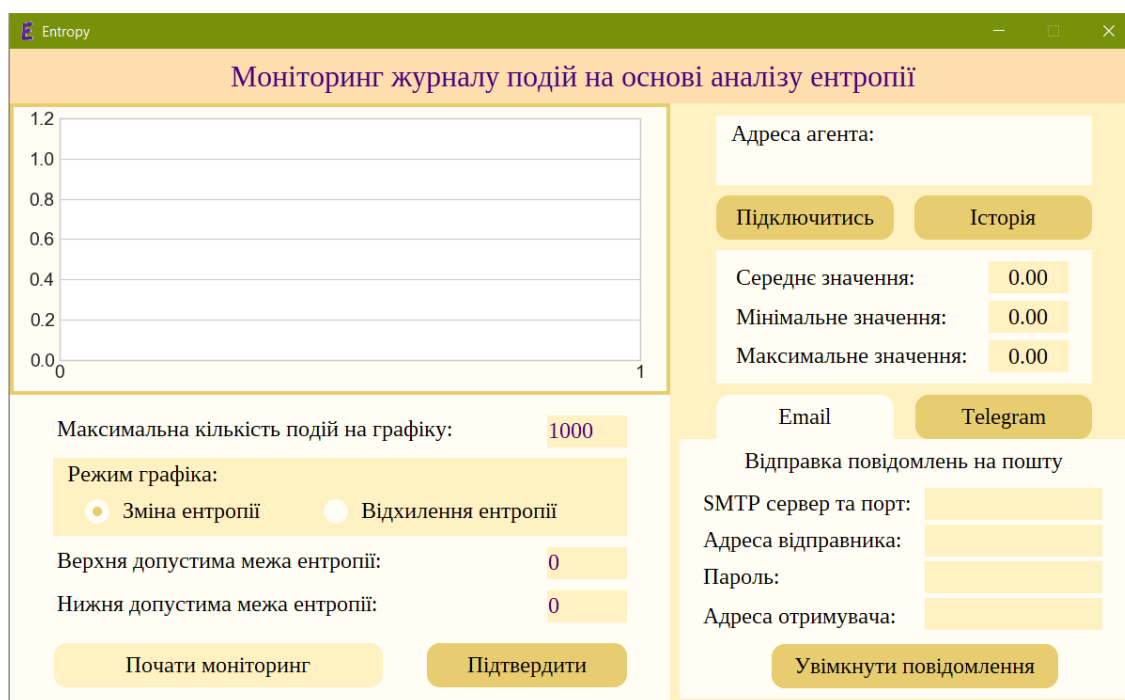 Entropy
Моніторинг журналу подій на основі аналізу ентропії
1.2
1.0
0.8
0.6
0.4
0.2
0.0
0 1
Максимальна кількість подій на графіку: 1000
Режим графіка:
Зміна ентропії Відхилення ентропії
Верхня допустима межа ентропії: 0
Нижня допустима межа ентропії: 0
Почати моніторинг Підтвердити
Адреса агента:
Підключитись Історія
Середнє значення: 0.00
Мінімальне значення: 0.00
Максимальне значення: 0.00
Email Telegram
Відправка повідомлень на пошту
SMTP сервер та порт:
Адреса відправника:
Пароль:
Адреса отримувача:
Увімкнути повідомлення